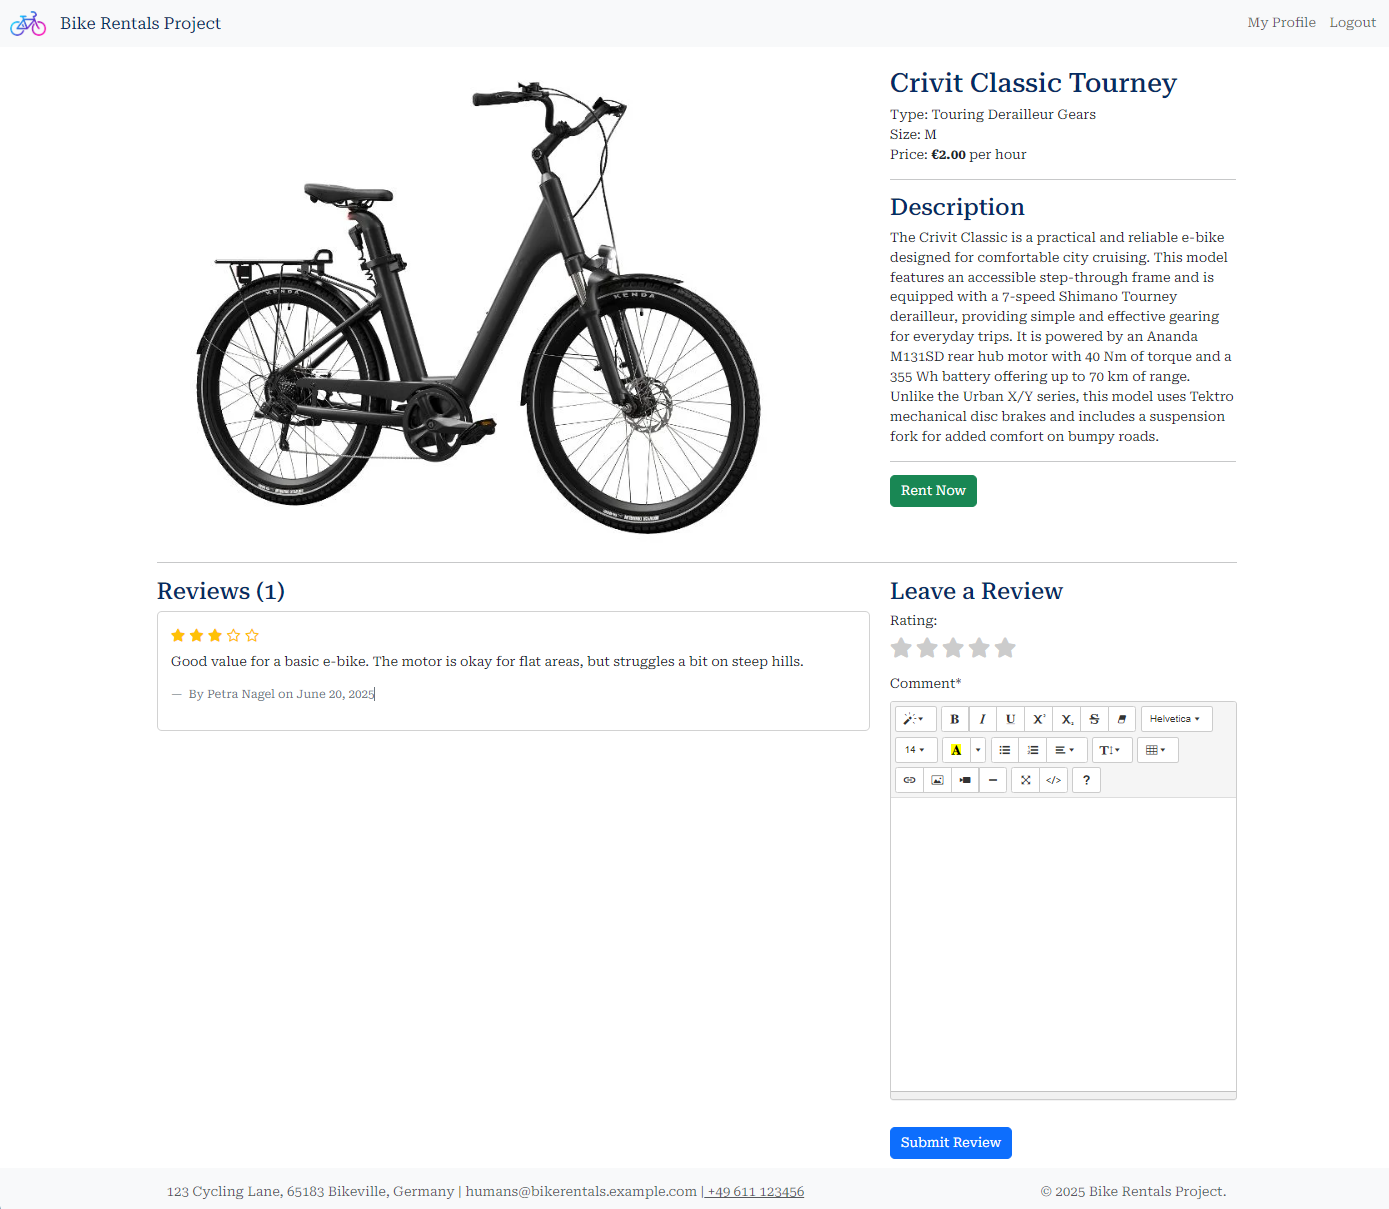 Bike Rentals Project
My Profile Logout
KENDA
KENDA
Crivit Classic Tourney
Type: Touring Derailleur Gears
Size: M
Price: €2.00 per hour
Description
The Crivit Classic is a practical and reliable e-bike
designed for comfortable city cruising. This model
features an accessible step-through frame and is
equipped with a 7-speed Shimano Tourney
derailleur, providing simple and effective gearing
for everyday trips. It is powered by an Ananda
M131SD rear hub motor with 40 Nm of torque and a
355 Wh battery offering up to 70 km of range.
Unlike the Urban X/Y series, this model uses Tektro
mechanical disc brakes and includes a suspension
fork for added comfort on bumpy roads.
Rent Now
Reviews (1)
Good value for a basic e-bike. The motor is okay for flat areas, but struggles a bit on steep hills.
— By Petra Nagel on June 20, 2025
Leave a Review
Rating:
Comment*
B I U X² X₂ S Helvetica
14 A T
</> ?
Submit Review
123 Cycling Lane, 65183 Bikeville, Germany | humans@bikerentals.example.com | +49 611 123456
© 2025 Bike Rentals Project.